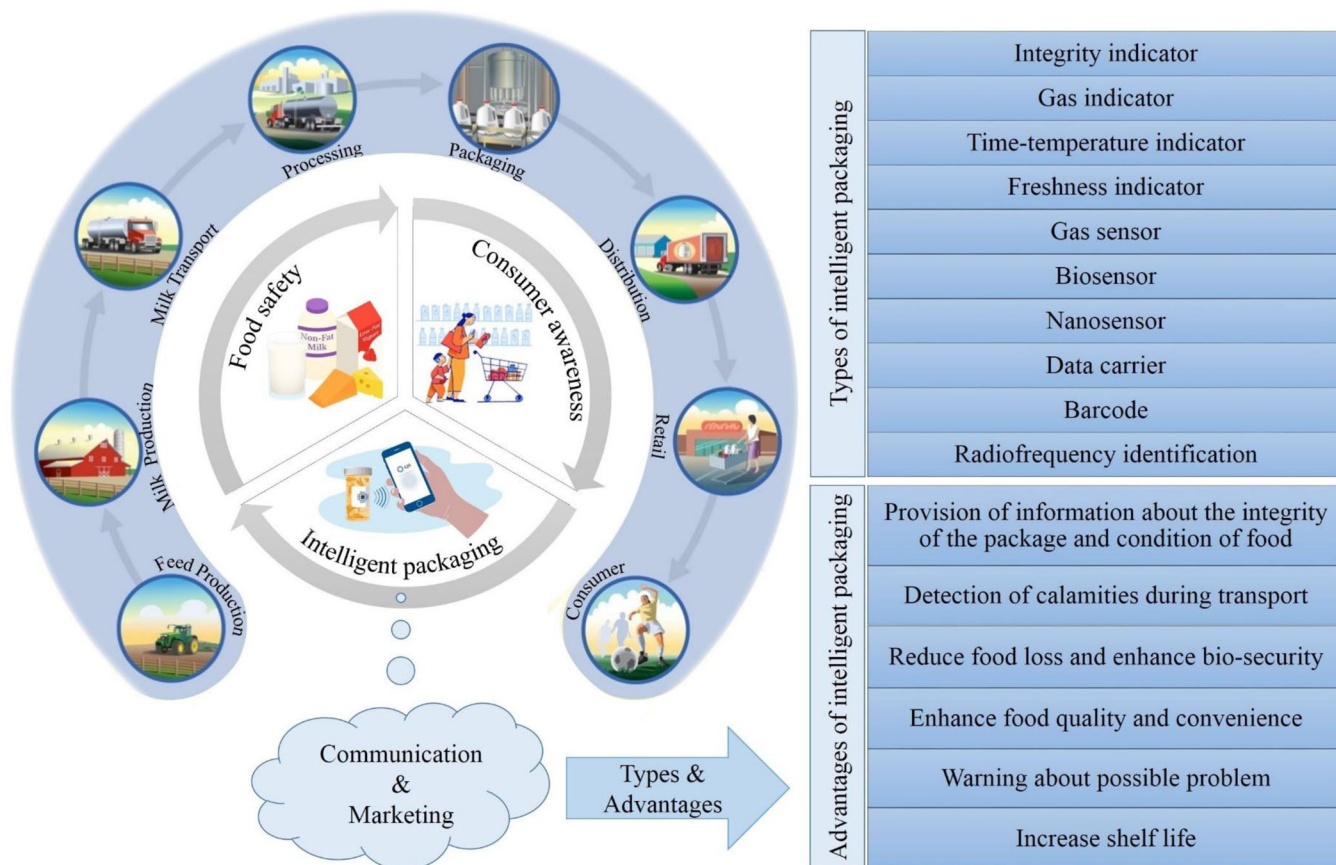 Feed Production
Milk Production
Milk Transport
Processing
Packaging
Distribution
Retail
Consumer
Food safety
Non-Fat
Milk
Consumer awareness
Intelligent packaging
Communication
&
Marketing
Types &
Advantages
Types of intelligent packaging
Integrity indicator
Gas indicator
Time-temperature indicator
Freshness indicator
Gas sensor
Biosensor
Nanosensor
Data carrier
Barcode
Radiofrequency identification
Advantages of intelligent packaging
Provision of information about the integrity
of the package and condition of food
Detection of calamities during transport
Reduce food loss and enhance bio-security
Enhance food quality and convenience
Warning about possible problem
Increase shelf life